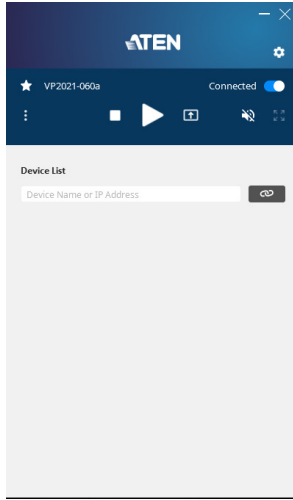 ATEN
VP2021-060a
Connected
Device List
Device Name or IP Address